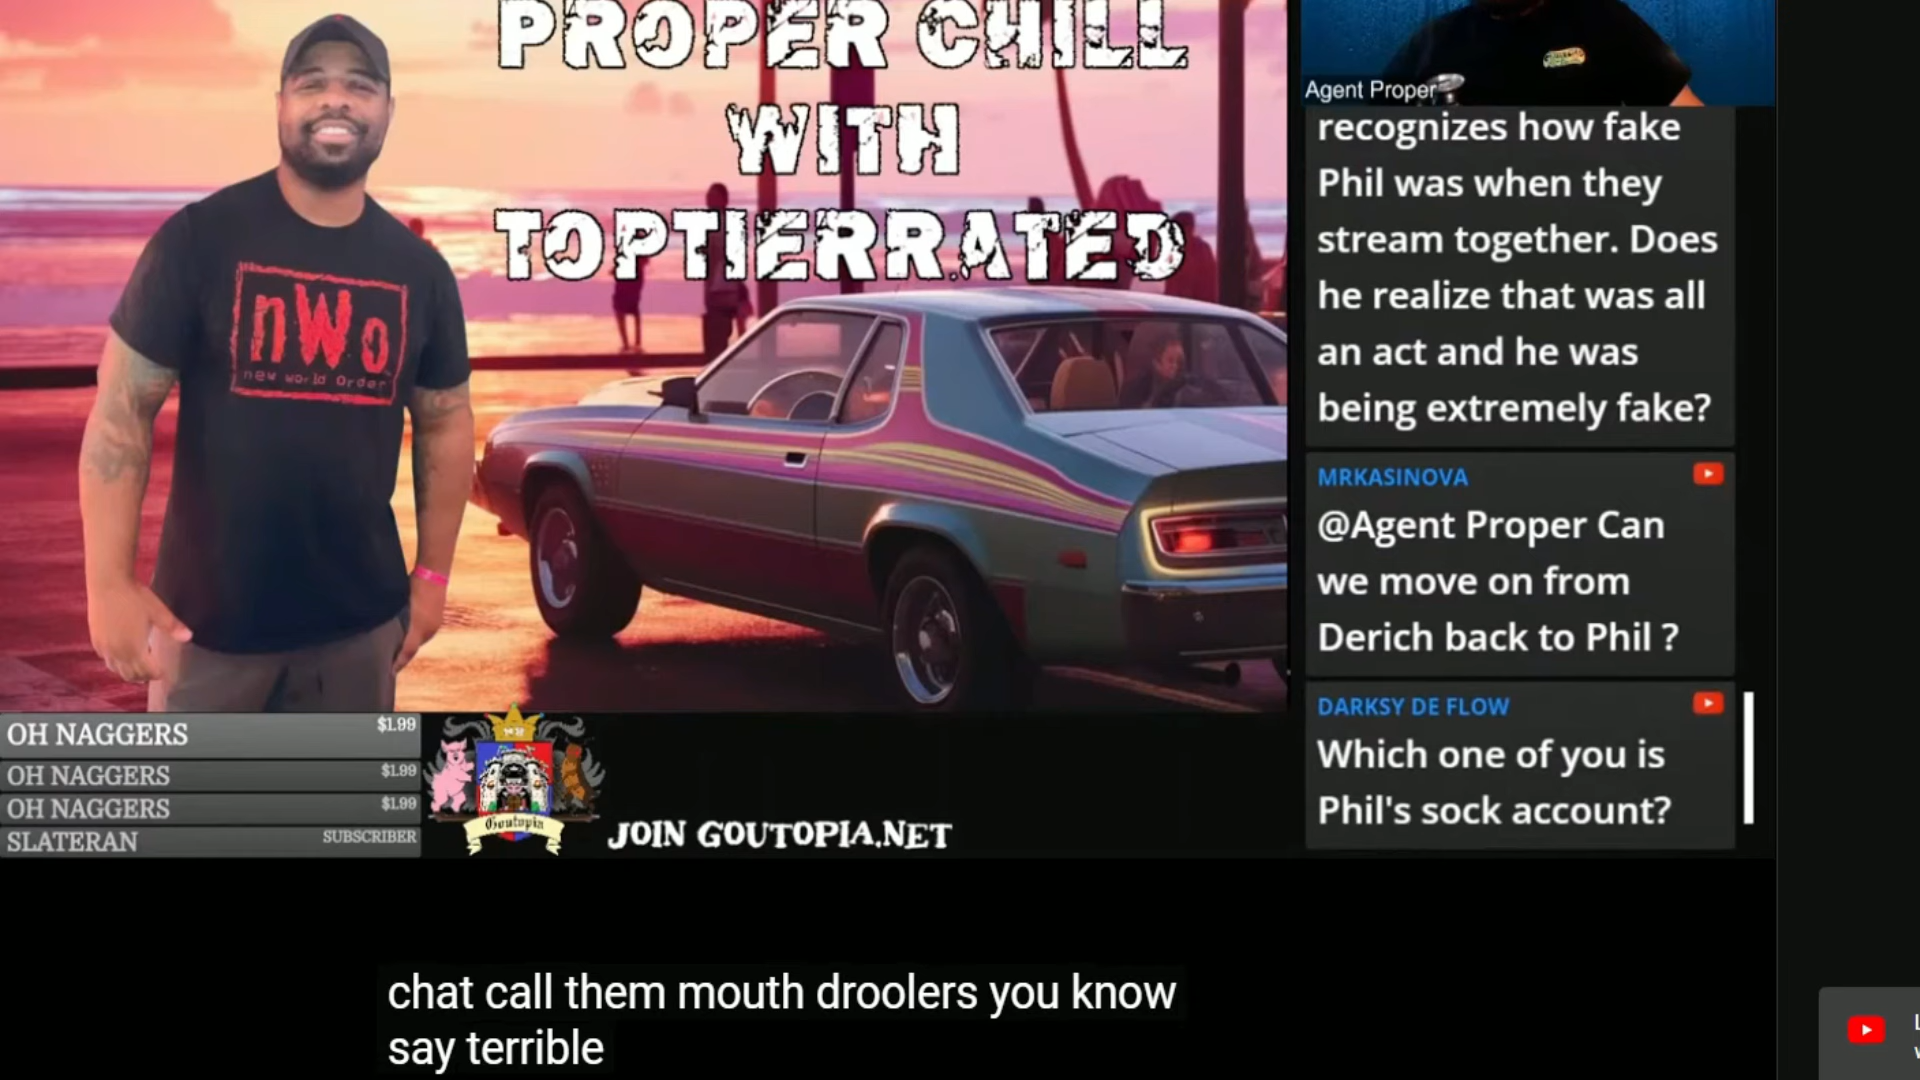 PROPER CHILL
WITH
TOPTIERRATED
nWo
new world Order
Agent Proper
recognizes how fake
Phil was when they
stream together. Does
he realize that was all
an act and he was
being extremely fake?
MRKASINOVA
@Agent Proper Can
we move on from
Derich back to Phil ?
DARKSY DE FLOW
Which one of you is
Phil's sock account?
OH NAGGERS $1.99
OH NAGGERS $1.99
OH NAGGERS $1.99
SLATERAN SUBSCRIBER
Goutopia
JOIN GOUTOPIA.NET
chat call them mouth droolers you know
say terrible